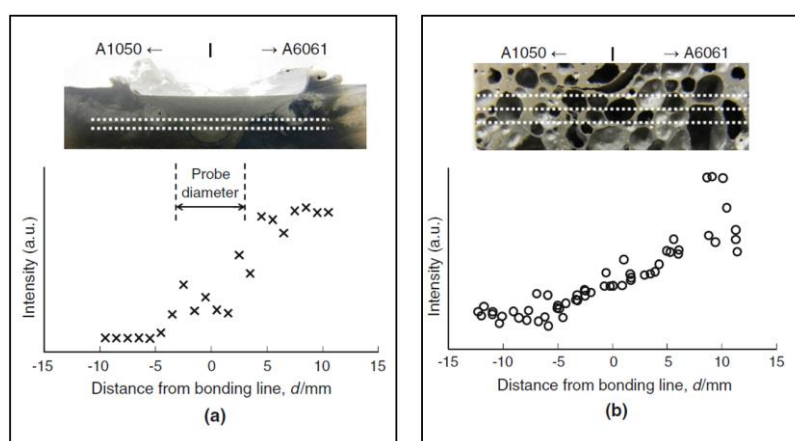 A1050 ← I → A6061
Probe
diameter
Intensity (a.u.)
-15 -10 -5 0 5 10 15
Distance from bonding line, d/mm
(a)
A1050 ← I → A6061
Intensity (a.u.)
-15 -10 -5 0 5 10 15
Distance from bonding line, d/mm
(b)